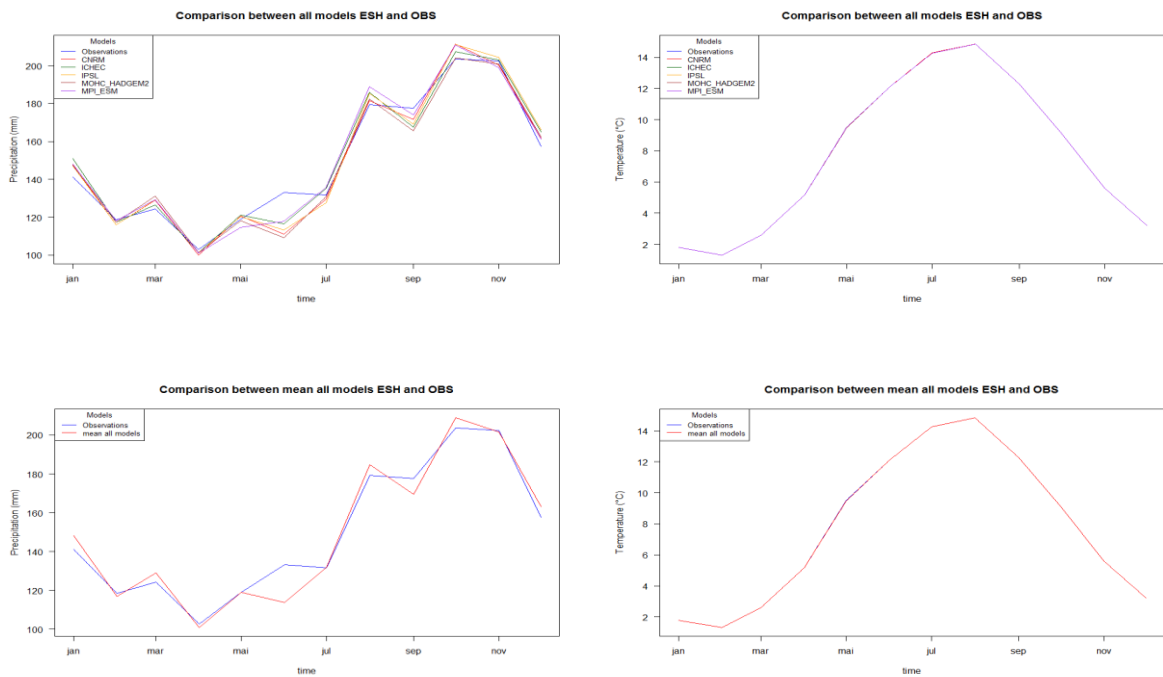 Comparison between all models ESH and OBS
Models
Observations
CNRM
ICHEC
IPSL
MOHC_HADGEM2
MPI_ESM
Precipitation (mm)
200
180
160
140
120
100
jan
mar
mai
jul
sep
nov
time
Comparison between all models ESH and OBS
Models
Observations
CNRM
ICHEC
IPSL
MOHC_HADGEM2
MPI_ESM
Temperature (°C)
14
12
10
8
6
4
2
jan
mar
mai
jul
sep
nov
time
Comparison between mean all models ESH and OBS
Models
Observations
mean all models
Precipitation (mm)
200
180
160
140
120
100
jan
mar
mai
jul
sep
nov
time
Comparison between mean all models ESH and OBS
Models
Observations
mean all models
Temperature (°C)
14
12
10
8
6
4
2
jan
mar
mai
jul
sep
nov
time